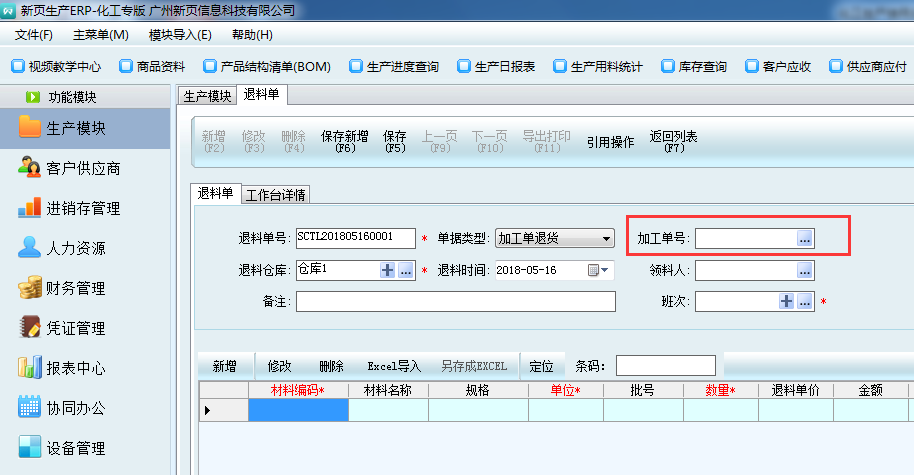 新页生产ERP-化工专版 广州新页信息科技有限公司
文件(F) 主菜单(M) 模块导入(E) 帮助(H)
视频教学中心 商品资料 产品结构清单(BOM) 生产进度查询 生产日报表 生产用料统计 库存查询 客户应收 供应商应付
功能模块
生产模块
客户供应商
进销存管理
人力资源
财务管理
凭证管理
报表中心
协同办公
设备管理
生产模块 退料单
新增 修改 删除 保存新增 保存 上一页 下一页 导出打印 引用操作 返回列表
(F2) (F3) (F4) (F6) (F5) (F9) (F10) (F11) (F7)
退料单 工作台详情
退料单号: SCTL201805160001 * 单据类型: 加工单退货 加工单号: ...
退料仓库: 仓库1 + ... * 退料时间: 2018-05-16 领料人: ...
备注: 班次: + ... *
新增 修改 删除 Excel导入 另存成EXCEL 定位 条码:
材料编码* 材料名称 规格 单位* 批号 数量* 退料单价 金额